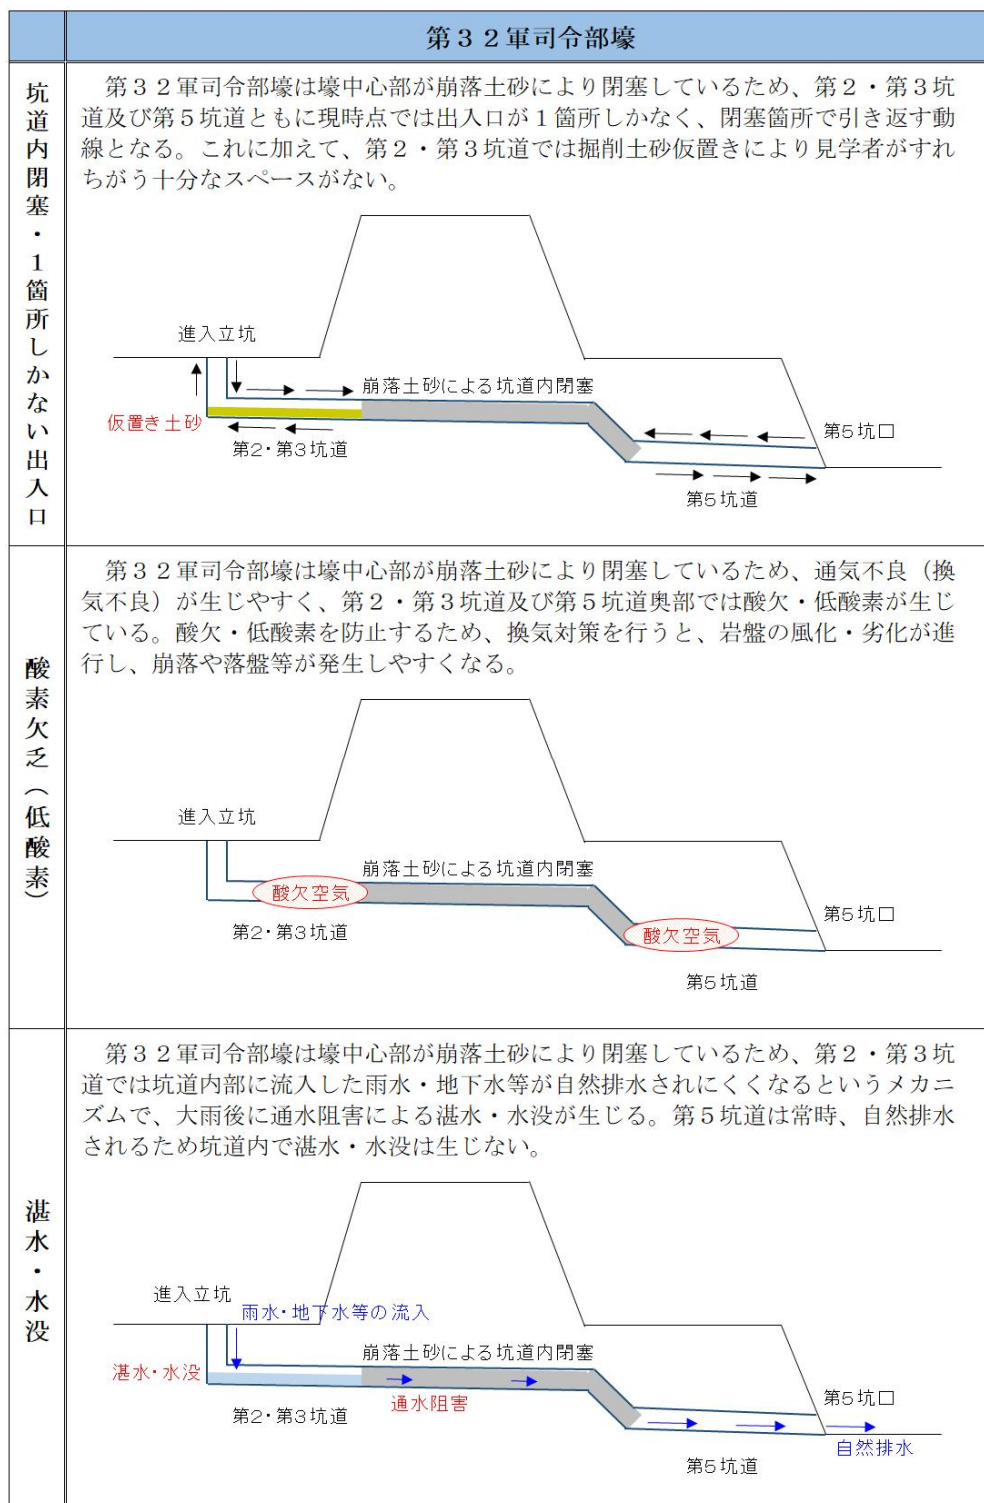 第３２軍司令部壕
坑道内閉塞・１箇所しかない出入口
第３２軍司令部壕は壕中心部が崩落土砂により閉塞しているため、第２・第３坑
道及び第５坑道ともに現時点では出入口が１箇所しかなく、閉塞箇所で引き返す動
線となる。これに加えて、第２・第３坑道では掘削土砂仮置きにより見学者がすれ
ちがう十分なスペースがない。
進入立坑
崩落土砂による坑道内閉塞
仮置き土砂
第2・第3坑道
第5坑口
第5坑道
酸素欠乏（低酸素）
第３２軍司令部壕は壕中心部が崩落土砂により閉塞しているため、通気不良（換
気不良）が生じやすく、第２・第３坑道及び第５坑道奥部では酸欠・低酸素が生じ
ている。酸欠・低酸素を防止するため、換気対策を行うと、岩盤の風化・劣化が進
行し、崩落や落盤等が発生しやすくなる。
進入立坑
崩落土砂による坑道内閉塞
酸欠空気
第2・第3坑道
第5坑口
酸欠空気
第5坑道
湛水・水没
第３２軍司令部壕は壕中心部が崩落土砂により閉塞しているため、第２・第３坑
道では坑道内部に流入した雨水・地下水等が自然排水されにくくなるというメカニ
ズムで、大雨後に通水阻害による湛水・水没が生じる。第５坑道は常時、自然排水
されるため坑道内で湛水・水没は生じない。
進入立坑
雨水・地下水等の流入
崩落土砂による坑道内閉塞
湛水・水没
通水阻害
第2・第3坑道
第5坑口
自然排水
第5坑道